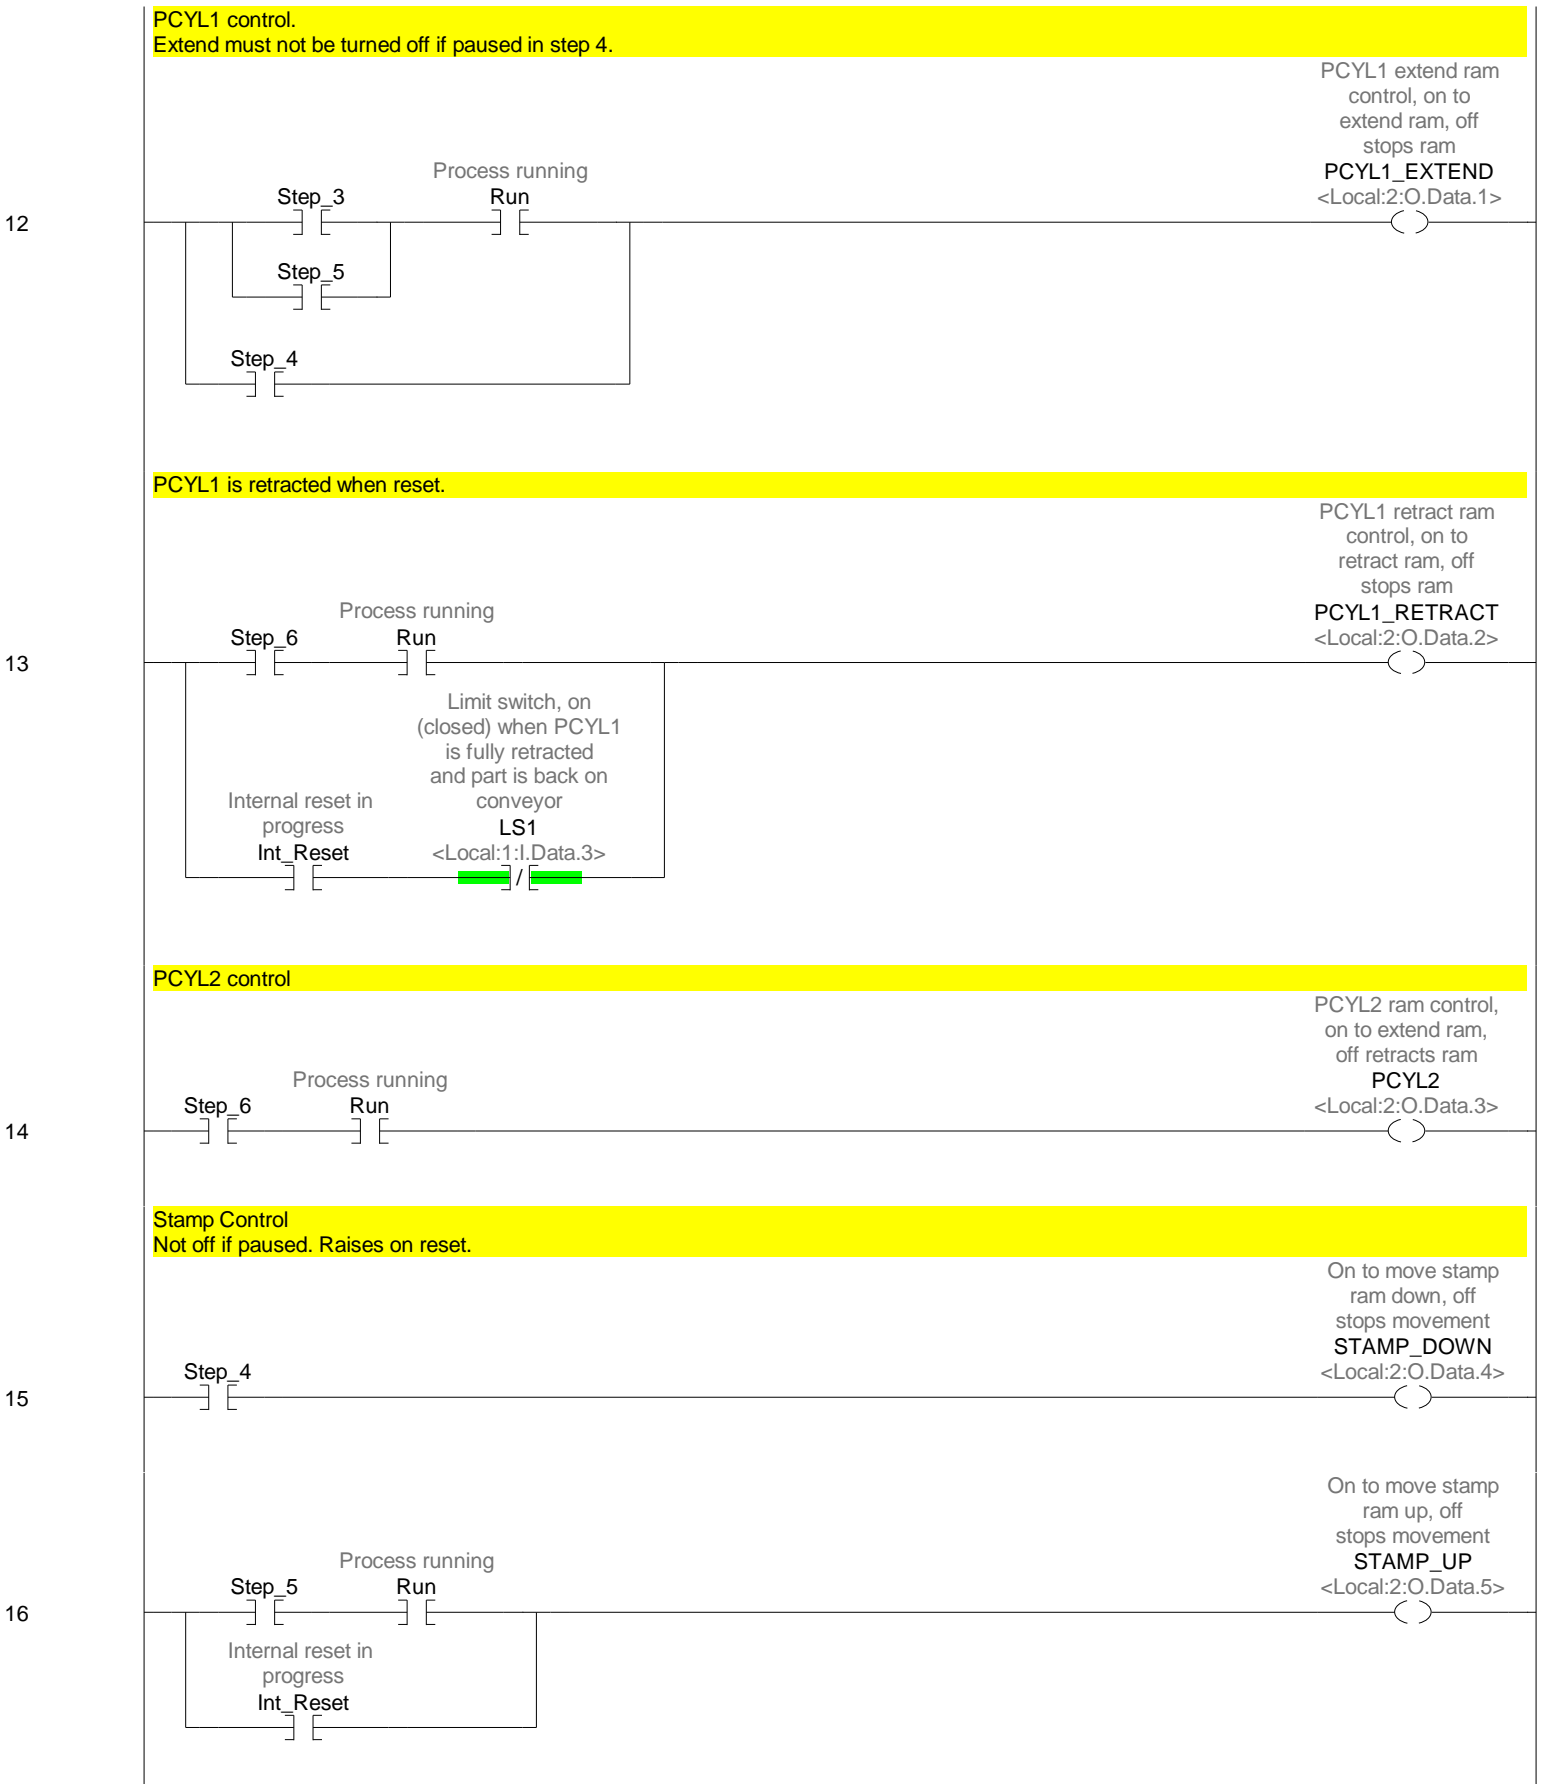 PCYL1 control.
Extend must not be turned off if paused in step 4.
PCYL1 extend ram
control, on to
extend ram, off
stops ram
Process running
PCYL1_EXTEND
Step_3
Run
<Local:2:O.Data.1>
12
Step_5
Step_4
PCYL1 is retracted when reset.
PCYL1 retract ram
control, on to
retract ram, off
stops ram
Process running
PCYL1_RETRACT
Step_6
Run
<Local:2:O.Data.2>
13
Limit switch, on
(closed) when PCYL1
is fully retracted
and part is back on
conveyor
Internal reset in
progress
LS1
Int_Reset
<Local:1:I.Data.3>
/
PCYL2 control
PCYL2 ram control,
on to extend ram,
off retracts ram
Process running
PCYL2
Step_6
Run
<Local:2:O.Data.3>
14
Stamp Control
Not off if paused. Raises on reset.
On to move stamp
ram down, off
stops movement
STAMP_DOWN
Step_4
<Local:2:O.Data.4>
15
On to move stamp
ram up, off
stops movement
Process running
STAMP_UP
Step_5
Run
<Local:2:O.Data.5>
16
Internal reset in
progress
Int_Reset